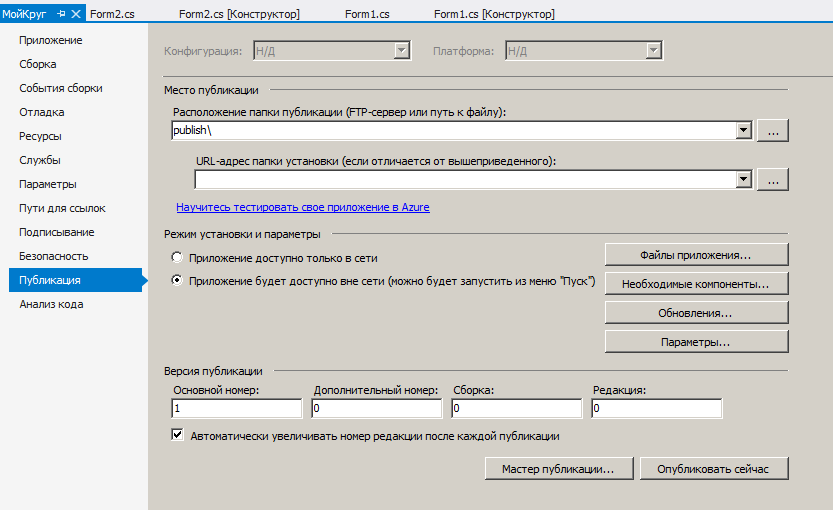 МойКруг Form2.cs Form2.cs [Конструктор] Form1.cs Form1.cs [Конструктор]
Приложение
Сборка
События сборки
Отладка
Ресурсы
Службы
Параметры
Пути для ссылок
Подписывание
Безопасность
Публикация
Анализ кода
Конфигурация: Н/Д Платформа: Н/Д
Место публикации
Расположение папки публикации (FTP-сервер или путь к файлу):
publish\ ...
URL-адрес папки установки (если отличается от вышеприведенного):
...
Научитесь тестировать свое приложение в Azure
Режим установки и параметры
Приложение доступно только в сети
Приложение будет доступно вне сети (можно будет запустить из меню "Пуск")
Файлы приложения...
Необходимые компоненты...
Обновления...
Параметры...
Версия публикации
Основной номер: Дополнительный номер: Сборка: Редакция:
1 0 0 0
Автоматически увеличивать номер редакции после каждой публикации
Мастер публикации... Опубликовать сейчас